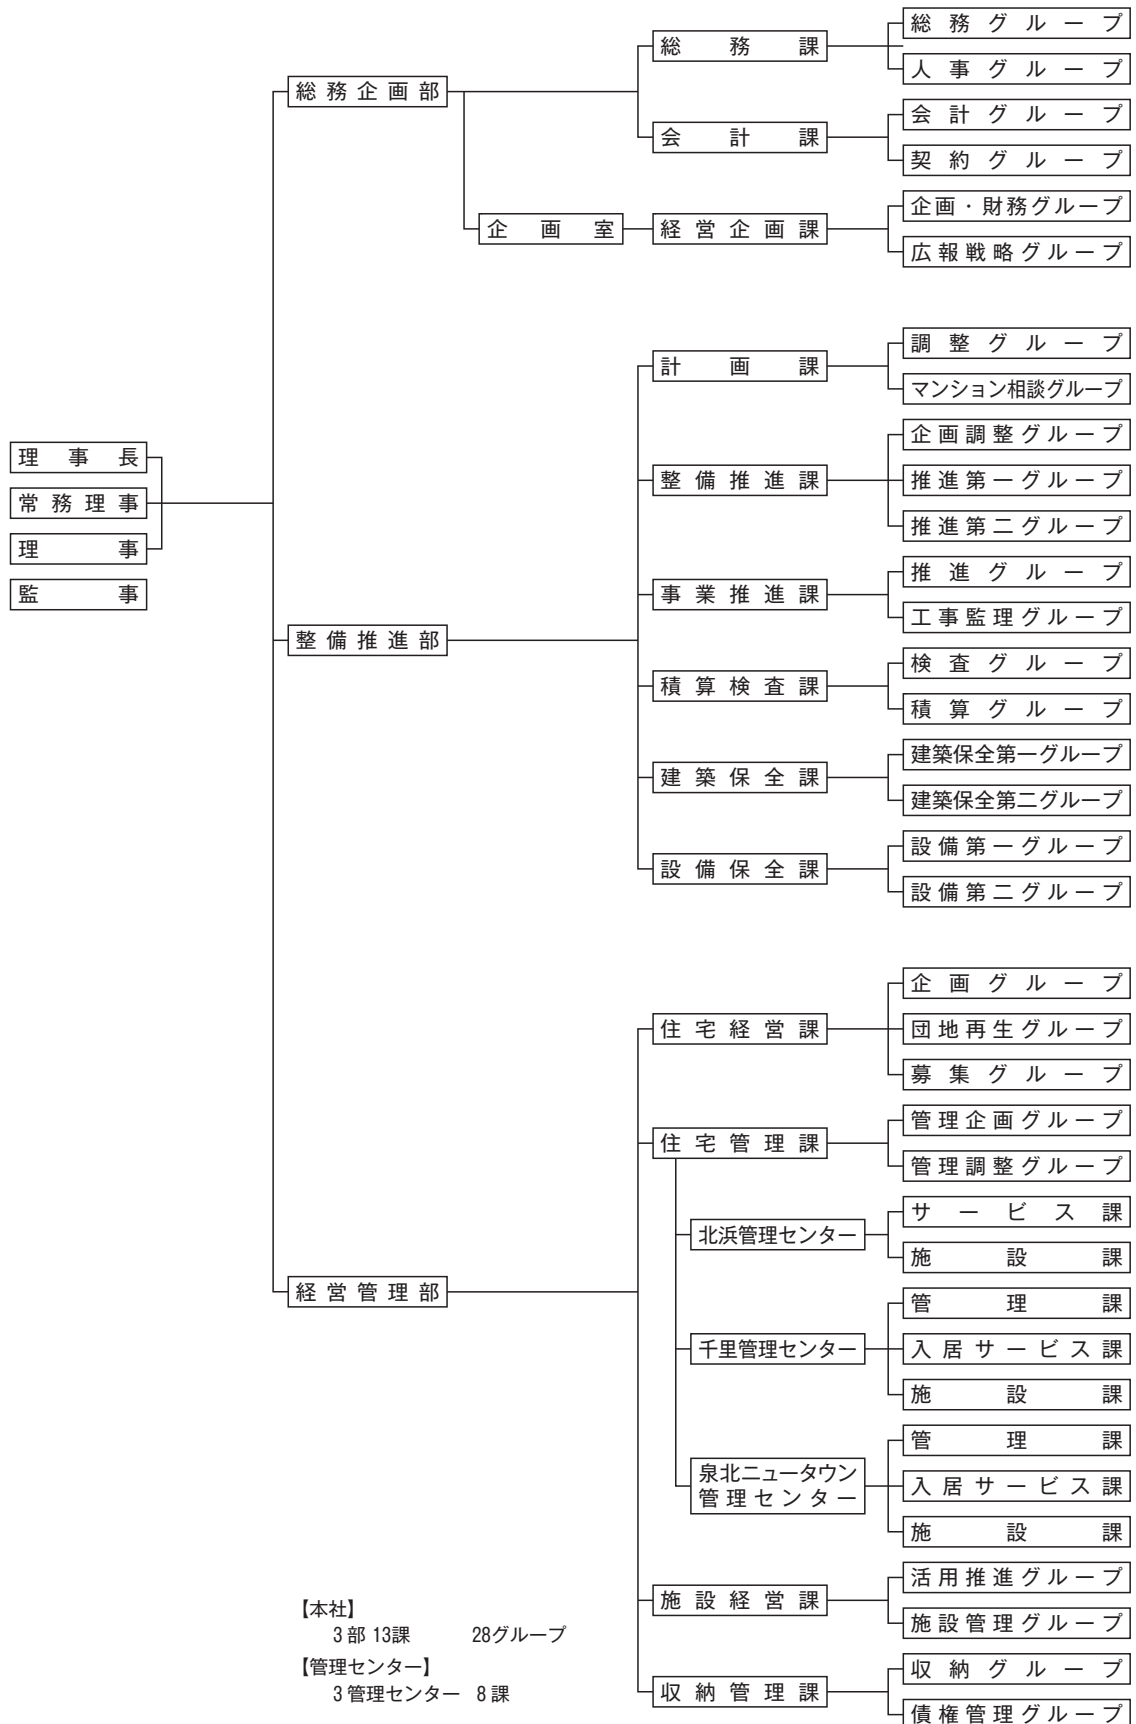 理事長
常務理事
理事
監事
総務企画部
総務課
総務グループ
人事グループ
会計課
会計グループ
契約グループ
企画室
経営企画課
企画・財務グループ
広報戦略グループ
整備推進部
計画課
調整グループ
マンション相談グループ
整備推進課
企画調整グループ
推進第一グループ
推進第二グループ
事業推進課
推進グループ
工事監理グループ
積算検査課
検査グループ
積算グループ
建築保全課
建築保全第一グループ
建築保全第二グループ
設備保全課
設備第一グループ
設備第二グループ
経営管理部
住宅経営課
企画グループ
団地再生グループ
募集グループ
住宅管理課
管理企画グループ
管理調整グループ
北浜管理センター
サービス課
施設課
千里管理センター
管理課
入居サービス課
施設課
泉北ニュータウン
管理センター
管理課
入居サービス課
施設課
施設経営課
活用推進グループ
施設管理グループ
収納管理課
収納グループ
債権管理グループ
【本社】
3部 13課 28グループ
【管理センター】
3管理センター 8課